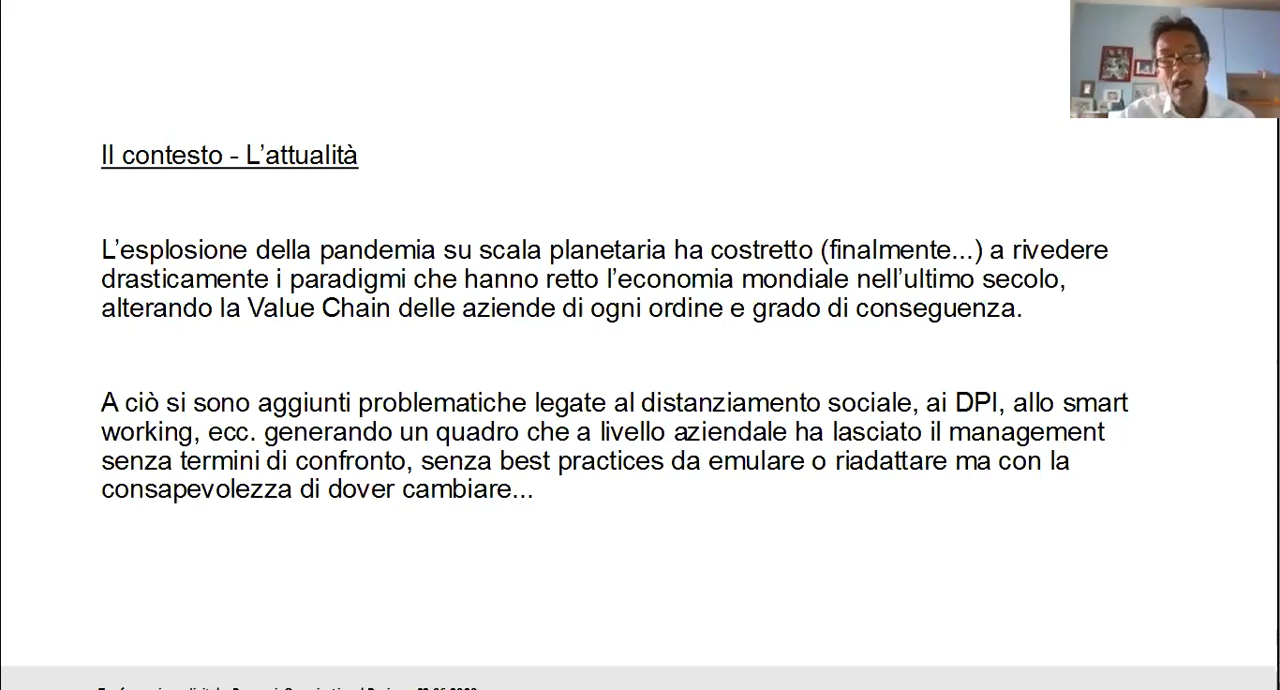 Il contesto - L’attualità
L’esplosione della pandemia su scala planetaria ha costretto (finalmente...) a rivedere
drasticamente i paradigmi che hanno retto l’economia mondiale nell’ultimo secolo,
alterando la Value Chain delle aziende di ogni ordine e grado di conseguenza.
A ciò si sono aggiunti problematiche legate al distanziamento sociale, ai DPI, allo smart
working, ecc. generando un quadro che a livello aziendale ha lasciato il management
senza termini di confronto, senza best practices da emulare o riadattare ma con la
consapevolezza di dover cambiare...